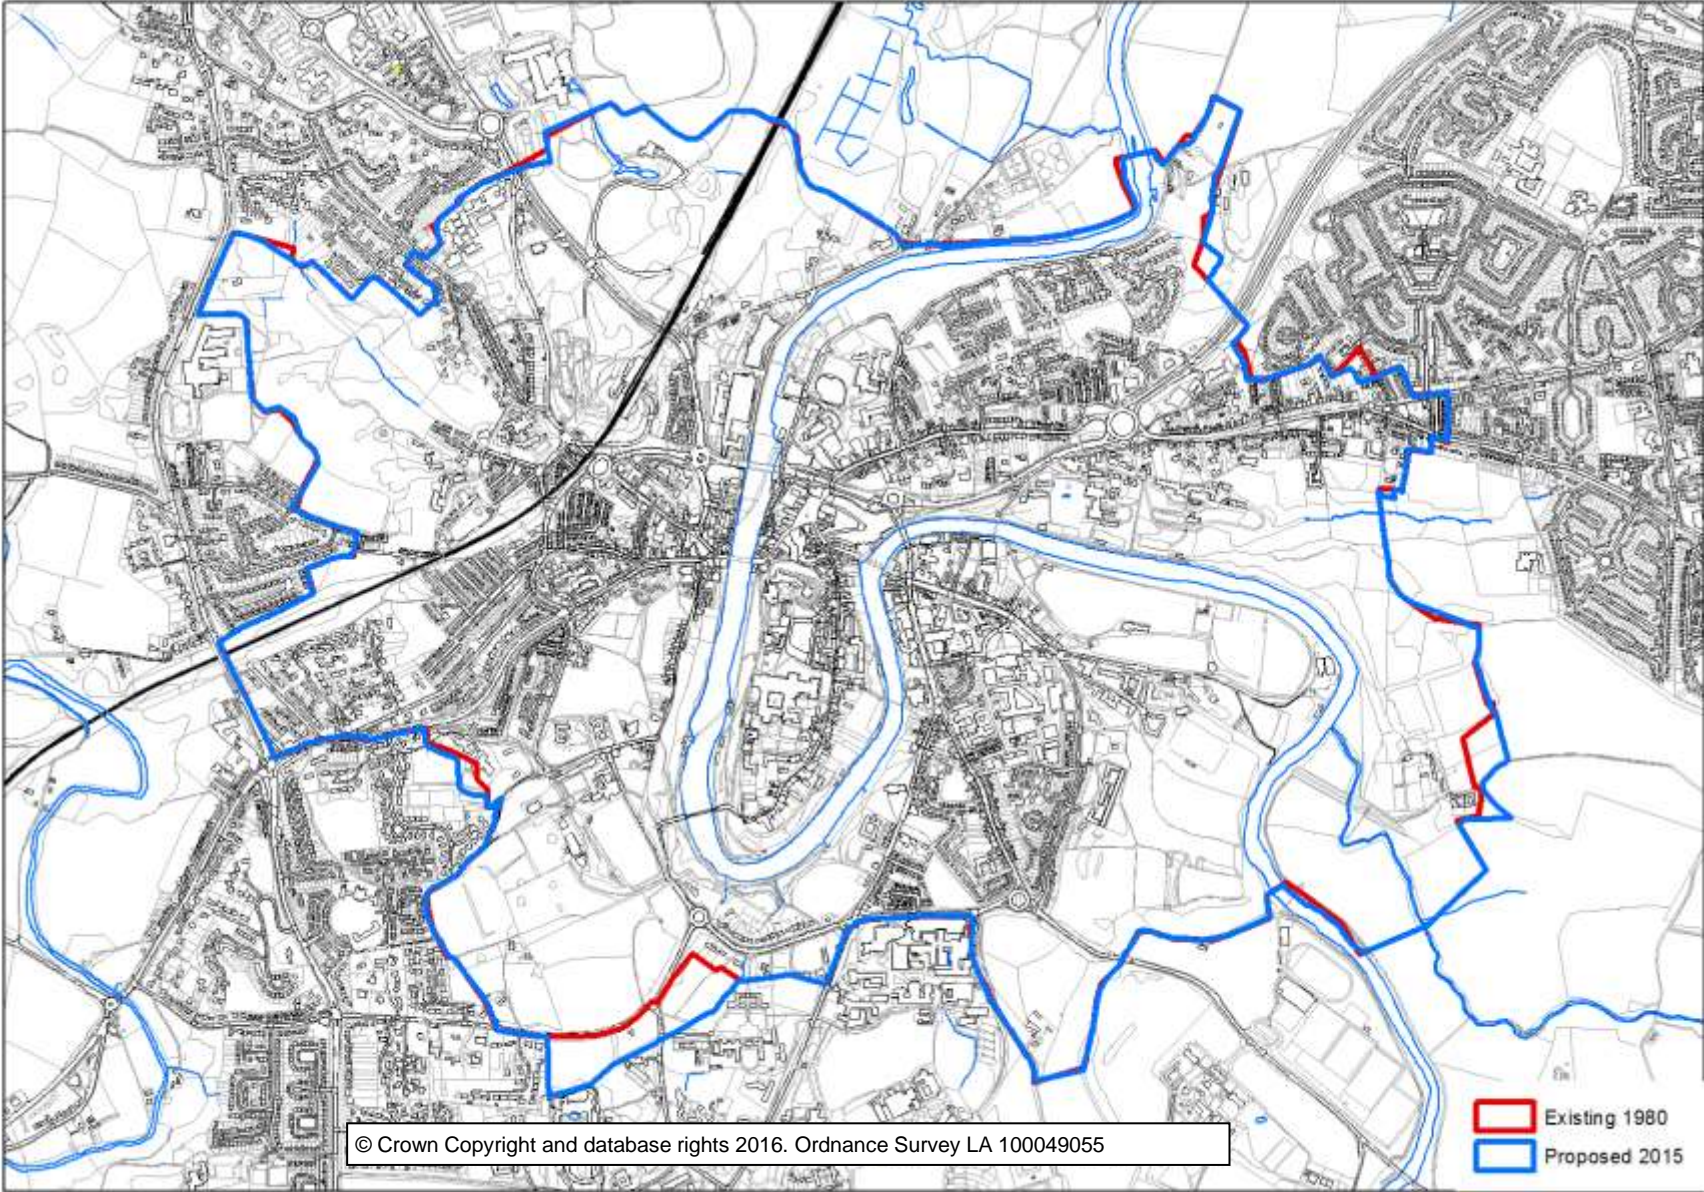 © Crown Copyright and database rights 2016. Ordnance Survey LA 100049055
Existing 1980
Proposed 2015